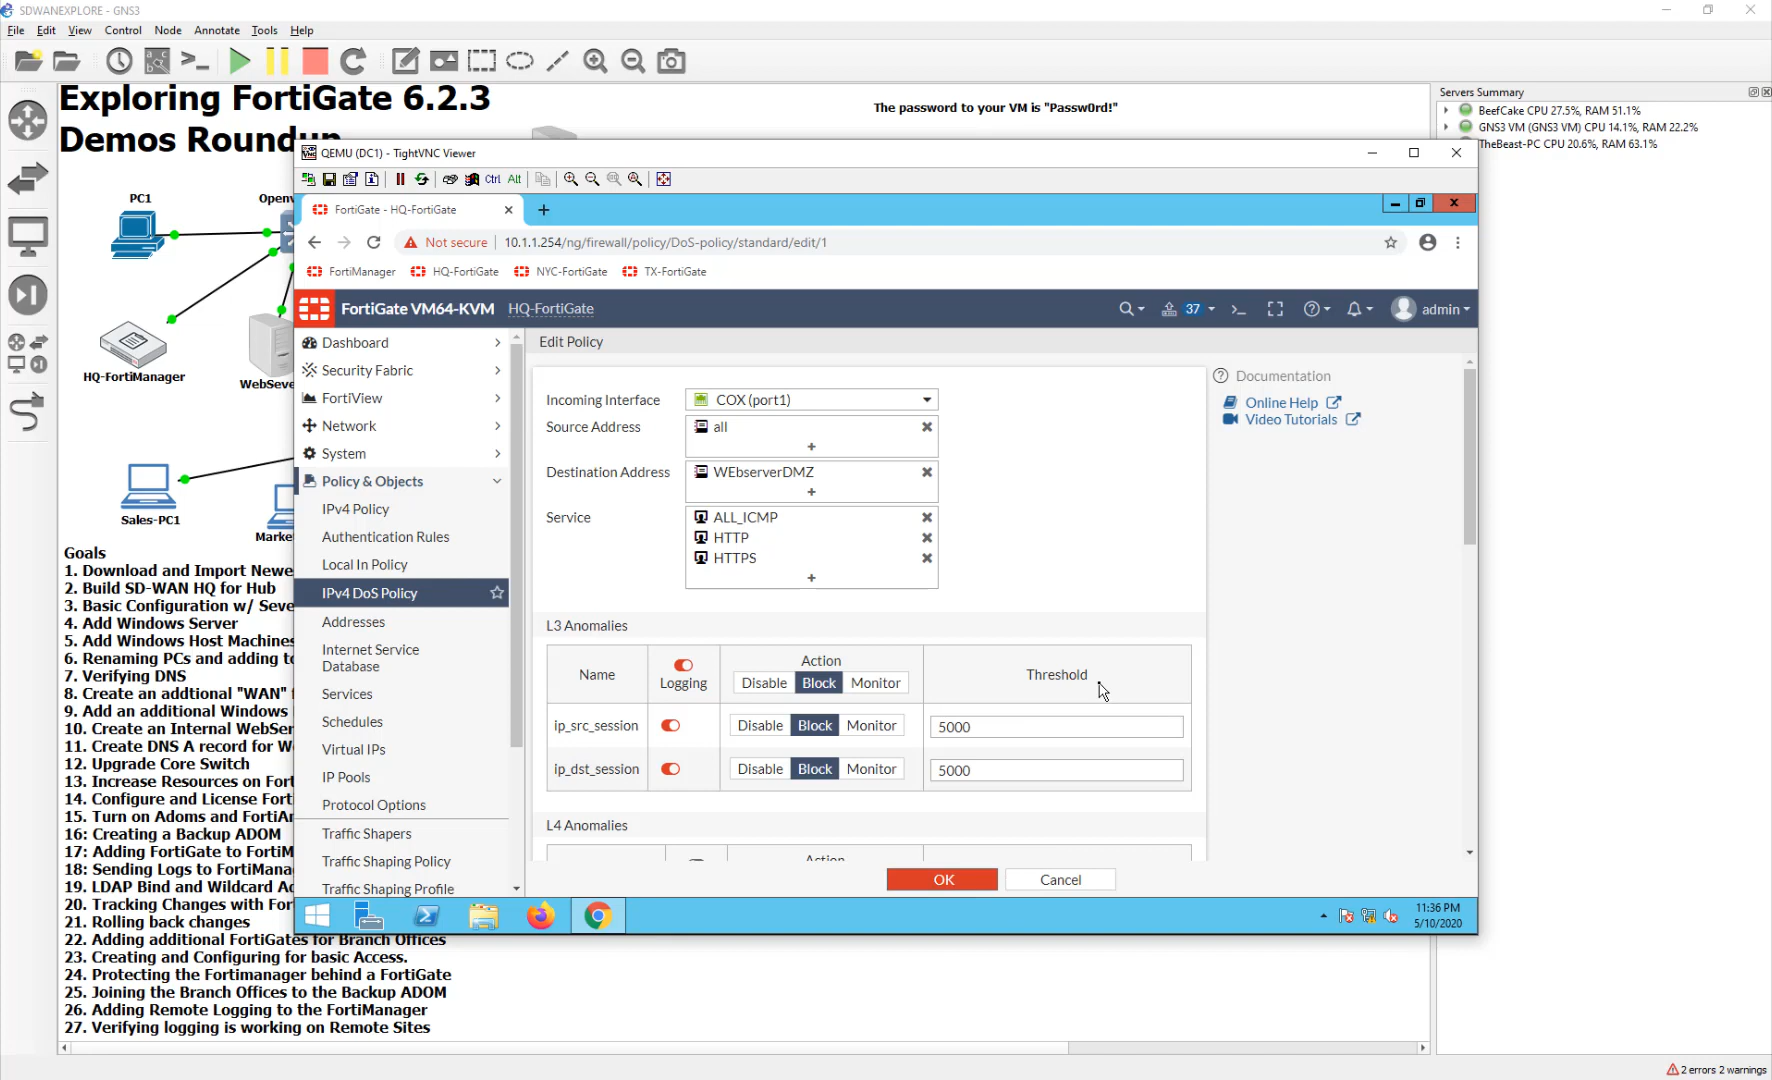 SDWANEXPLORE - GNS3
File Edit View Control Node Annotate Tools Help
Exploring FortiGate 6.2.3
Demos Roundup
The password to your VM is "Passw0rd!"
Servers Summary
BeefCake CPU 27.5%, RAM 51.1%
GNS3 VM (GNS3 VM) CPU 14.1%, RAM 22.2%
TheBeast-PC CPU 20.6%, RAM 63.1%
PC1
Openv
HQ-FortiManager
WebSeve
Sales-PC1
Marke
Goals
1. Download and Import Newe
2. Build SD-WAN HQ for Hub
3. Basic Configuration w/ Seve
4. Add Windows Server
5. Add Windows Host Machines
6. Renaming PCs and adding to
7. Verifying DNS
8. Create an addtional "WAN"
9. Add an additional Windows
10. Create an Internal WebSer
11. Create DNS A record for W
12. Upgrade Core Switch
13. Increase Resources on Fort
14. Configure and License Fort
15. Turn on Adoms and FortiAn
16: Creating a Backup ADOM
17: Adding FortiGate to FortiM
18: Sending Logs to FortiMana
19. LDAP Bind and Wildcard Ac
20. Tracking Changes with For
21. Rolling back changes
22. Adding additional FortiGates for Branch Offices
23. Creating and Configuring for basic Access.
24. Protecting the Fortimanager behind a FortiGate
25. Joining the Branch Offices to the Backup ADOM
26. Adding Remote Logging to the FortiManager
27. Verifying logging is working on Remote Sites
QEMU (DC1) - TightVNC Viewer
Ctrl Alt
FortiGate - HQ-FortiGate
Not secure 10.1.1.254/ng/firewall/policy/DoS-policy/standard/edit/1
FortiManager HQ-FortiGate NYC-FortiGate TX-FortiGate
FortiGate VM64-KVM HQ-FortiGate 37 admin
Dashboard
Security Fabric
FortiView
Network
System
Policy & Objects
IPv4 Policy
Authentication Rules
Local In Policy
IPv4 DoS Policy
Addresses
Internet Service
Database
Services
Schedules
Virtual IPs
IP Pools
Protocol Options
Traffic Shapers
Traffic Shaping Policy
Traffic Shaping Profile
Edit Policy
Incoming Interface COX (port1)
Source Address all
+
Destination Address WEbserverDMZ
+
Service ALL_ICMP
HTTP
HTTPS
+
L3 Anomalies
Name Logging Action Threshold
Disable Block Monitor
ip_src_session Disable Block Monitor 5000
ip_dst_session Disable Block Monitor 5000
L4 Anomalies
Action
OK Cancel
Documentation
Online Help
Video Tutorials
11:36 PM
5/10/2020
2 errors 2 warnings